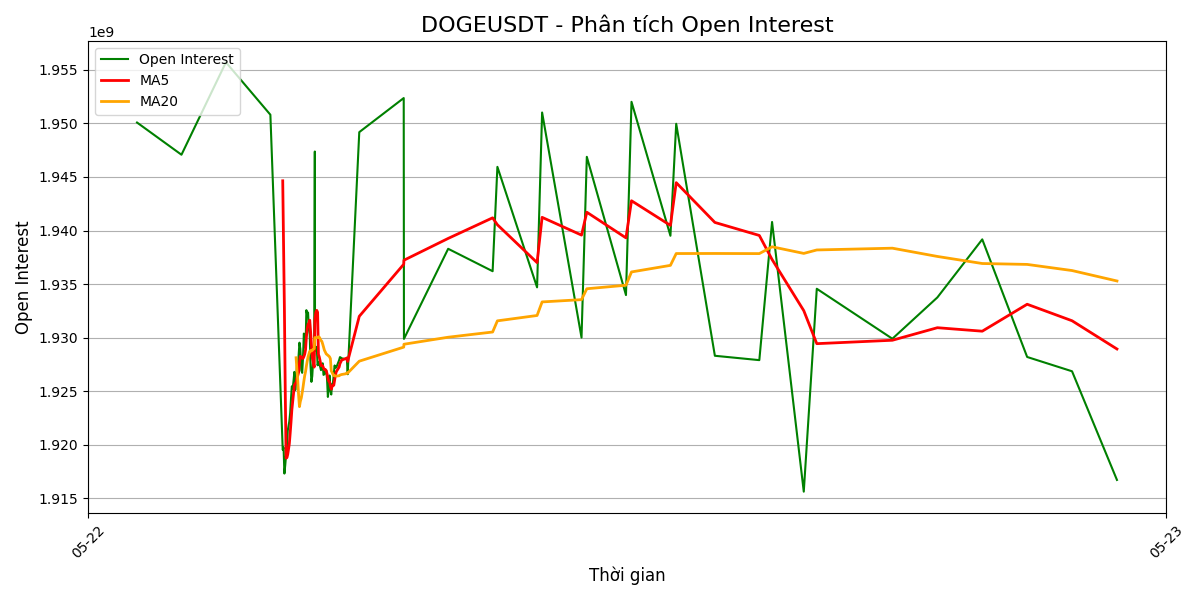 DOGEUSDT - Phân tích Open Interest
1e9
Open Interest
MA5
MA20
1.955
1.950
1.945
1.940
1.935
1.930
1.925
1.920
1.915
Open Interest
05-22
05-23
Thời gian